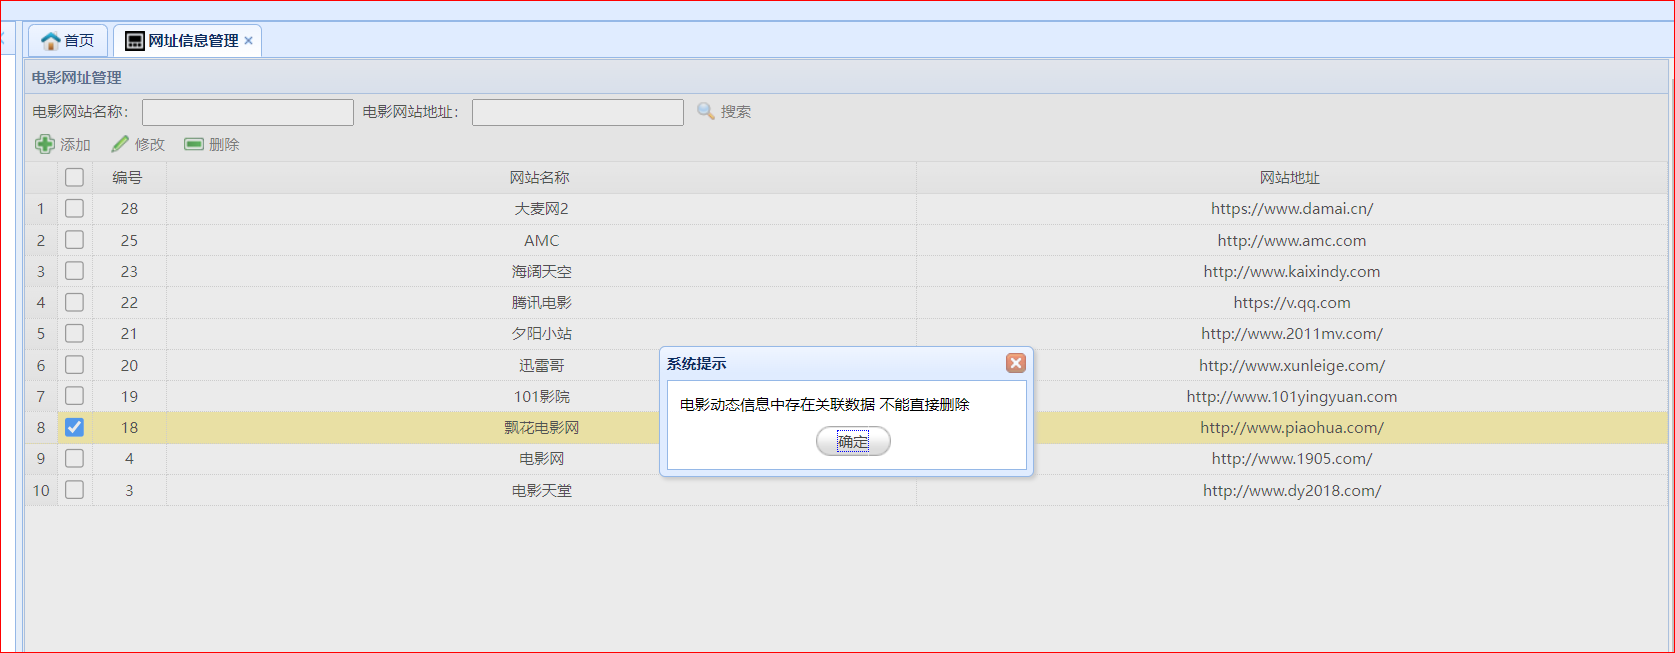 首页 网址信息管理
电影网址管理
电影网站名称： 电影网站地址： 搜索
添加 修改 删除
编号 网站名称 网站地址
1 28 大麦网2 https://www.damai.cn/
2 25 AMC http://www.amc.com
3 23 海阔天空 http://www.kaixindy.com
4 22 腾讯电影 https://v.qq.com
5 21 夕阳小站 http://www.2011mv.com/
6 20 迅雷哥 http://www.xunleige.com/
7 19 101影院 http://www.101yingyuan.com
8 18 飘花电影网 http://www.piaohua.com/
9 4 电影网 http://www.1905.com/
10 3 电影天堂 http://www.dy2018.com/
系统提示
电影动态信息中存在关联数据 不能直接删除
确定